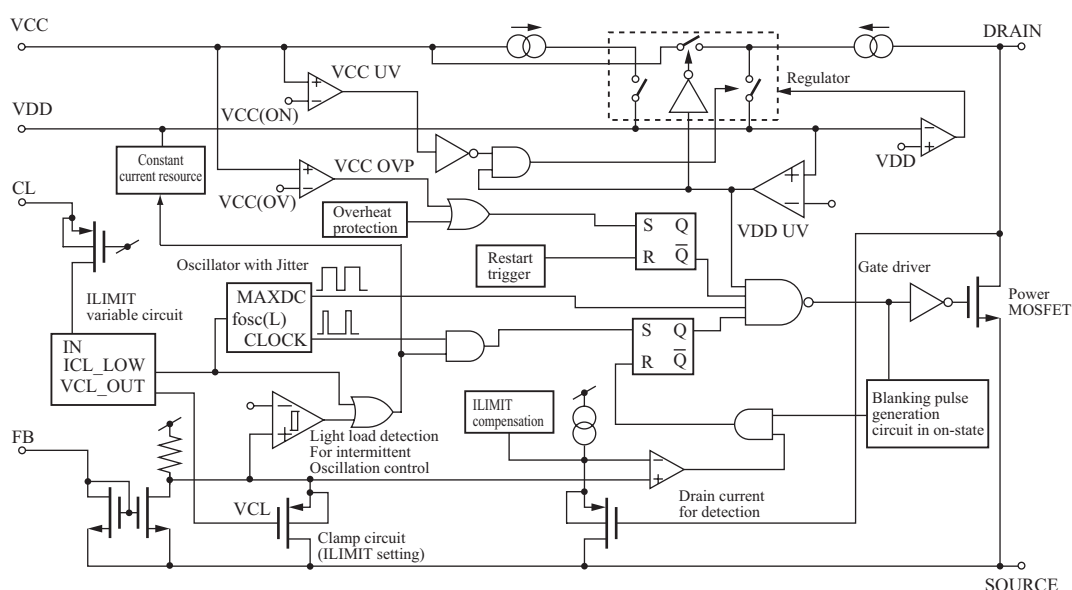 VCC
DRAIN
VCC UV
Regulator
VCC(ON)
VDD
VDD
Constant
current resource
VCC OVP
CL
VCC(OV)
VDD UV
Overheat
protection
S Q
R Q
Restart
trigger
Gate driver
Oscillator with Jitter
ILIMIT
variable circuit
MAXDC
fosc(L)
CLOCK
Power
MOSFET
IN
ICL_LOW
VCL_OUT
S Q
R Q
ILIMIT
compensation
Blanking pulse
generation
circuit in on-state
FB
Light load detection
For intermittent
Oscillation control
VCL
Drain current
for detection
Clamp circuit
(ILIMIT setting)
SOURCE